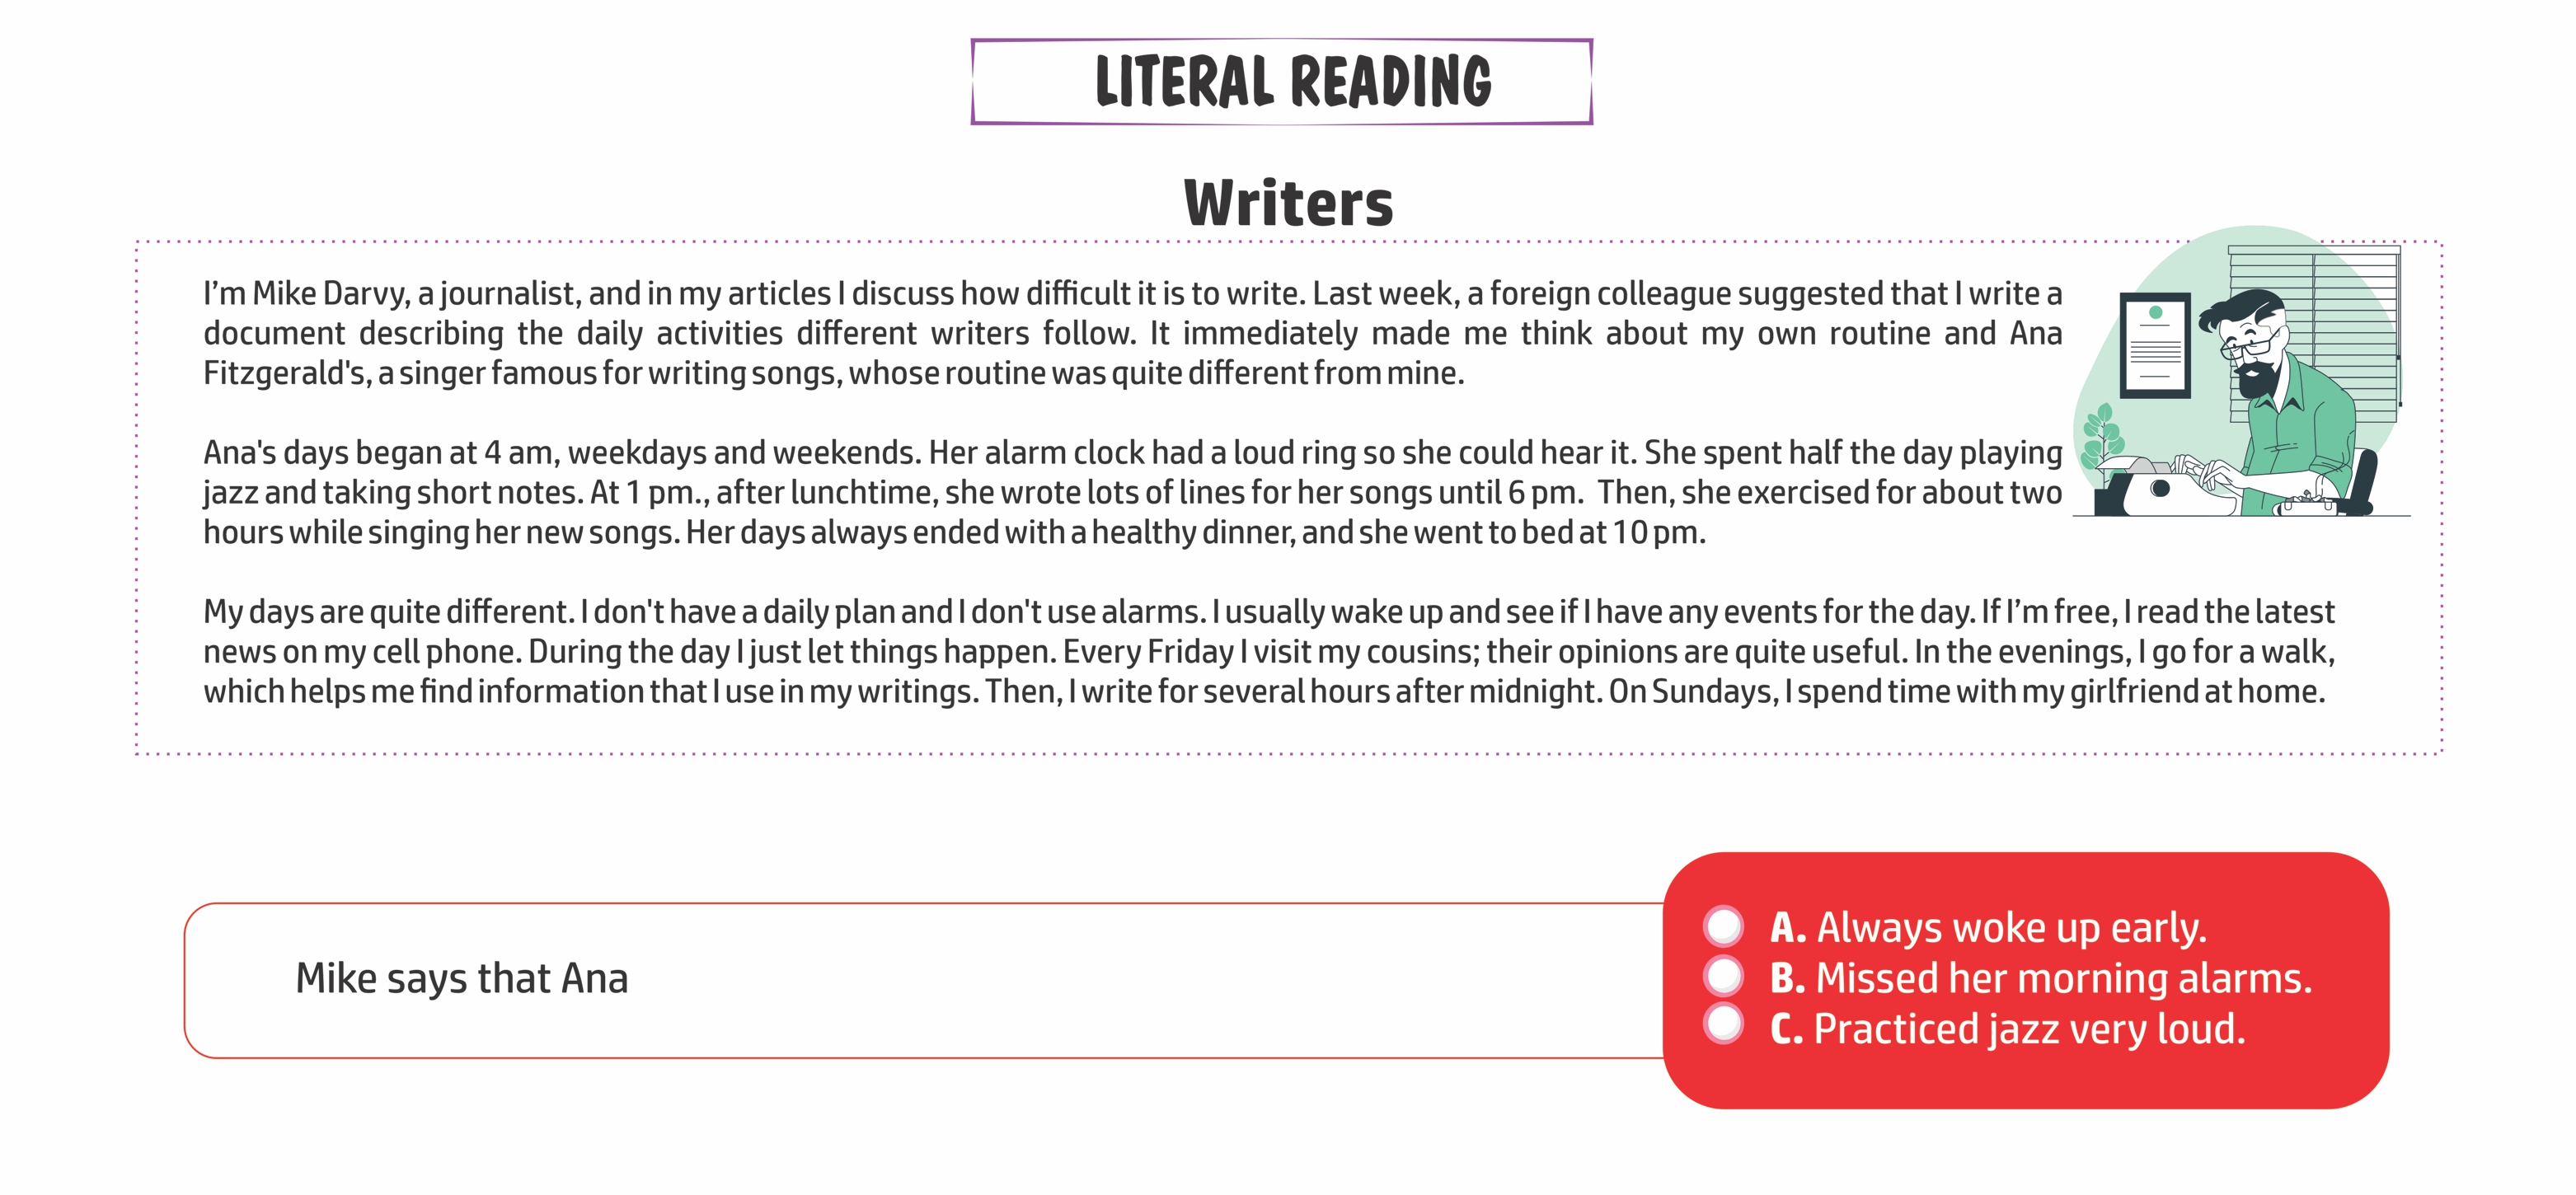 LITERAL READING
Writers
I'm Mike Darvy, a journalist, and in my articles I discuss how difficult it is to write. Last week, a foreign colleague suggested that I write a
document describing the daily activities different writers follow. It immediately made me think about my own routine and Ana
Fitzgerald's, a singer famous for writing songs, whose routine was quite different from mine.
Ana's days began at 4 am, weekdays and weekends. Her alarm clock had a loud ring so she could hear it. She spent half the day playing
jazz and taking short notes. At 1 pm., after lunchtime, she wrote lots of lines for her songs until 6 pm. Then, she exercised for about two
hours while singing her new songs. Her days always ended with a healthy dinner, and she went to bed at 10 pm.
My days are quite different. I don't have a daily plan and I don't use alarms. I usually wake up and see if I have any events for the day. If I'm free, I read the latest
news on my cell phone. During the day I just let things happen. Every Friday I visit my cousins; their opinions are quite useful. In the evenings, I go for a walk,
which helps me find information that I use in my writings. Then, I write for several hours after midnight. On Sundays, I spend time with my girlfriend at home.
Mike says that Ana
A. Always woke up early.
B. Missed her morning alarms.
C. Practiced jazz very loud.